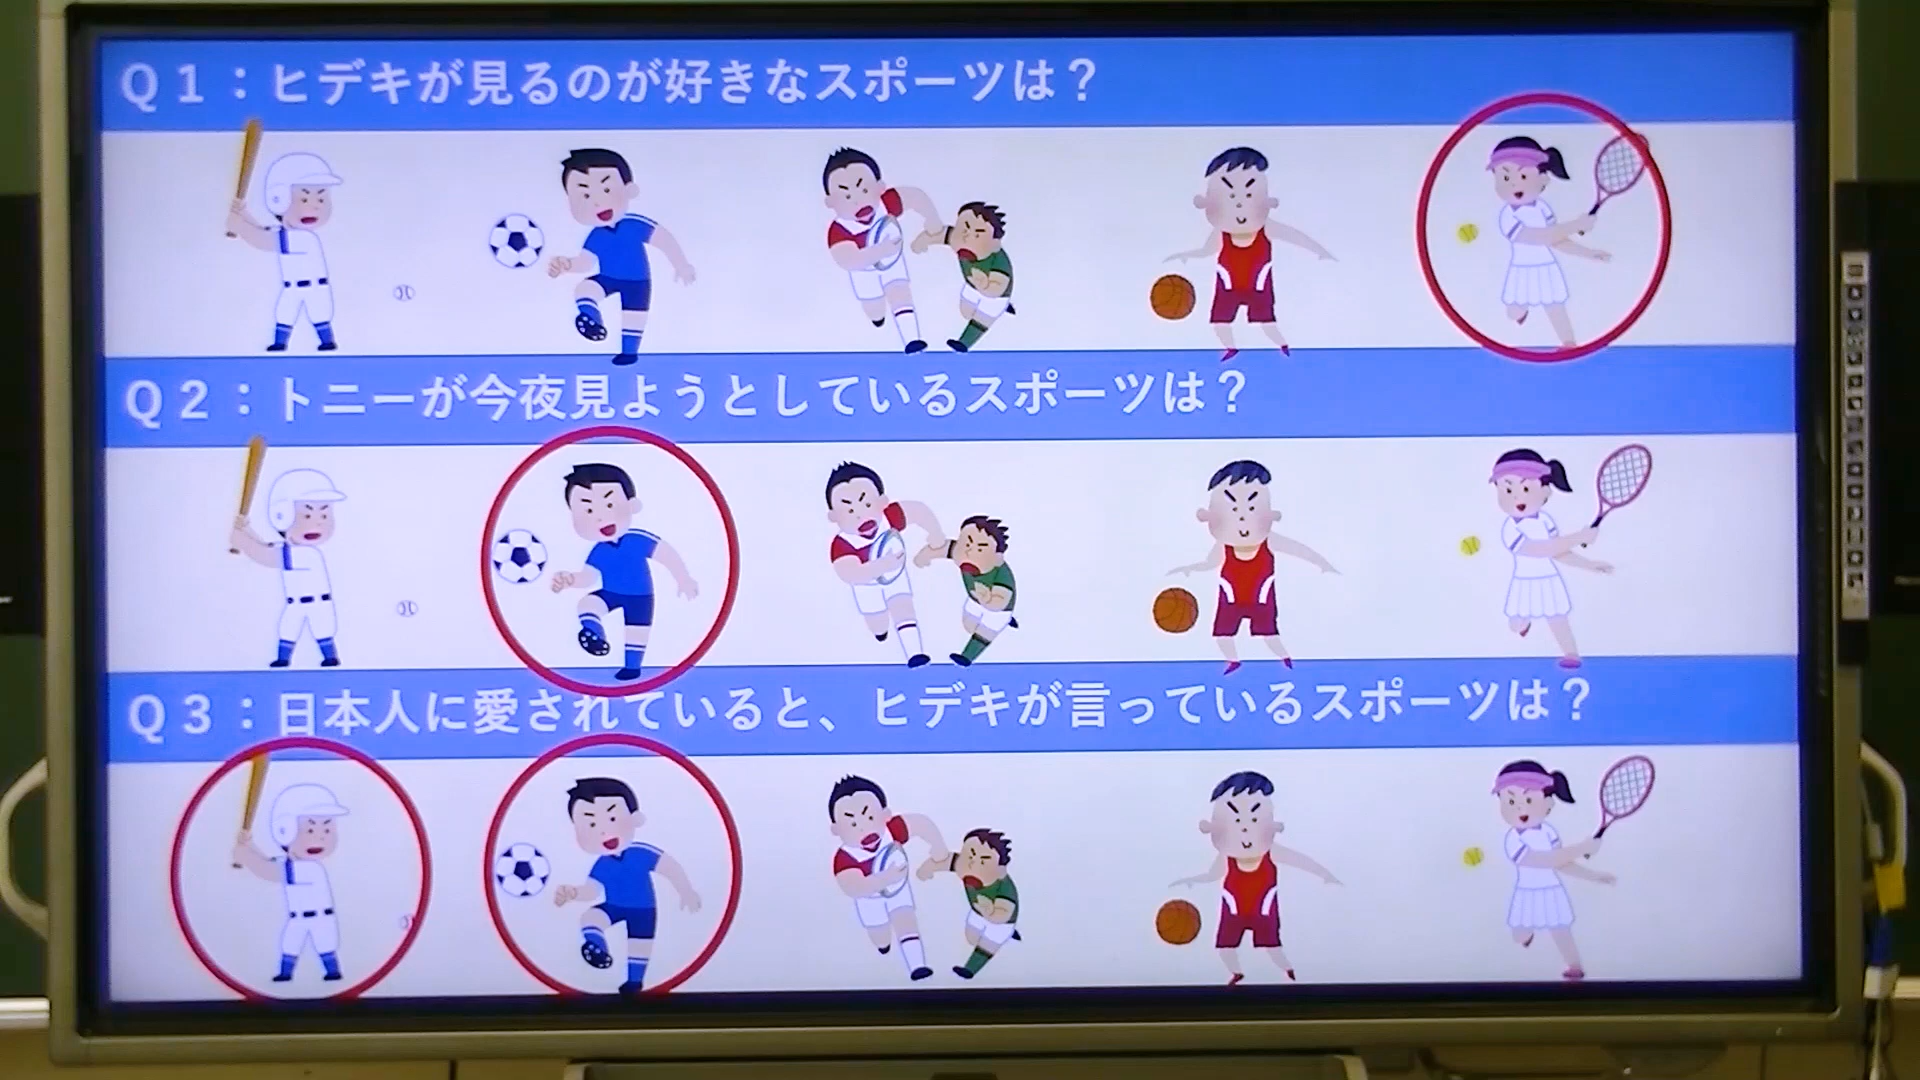 Q1：ヒデキが見るのが好きなスポーツは？
Q2：トニーが今夜見ようとしているスポーツは？
Q3：日本人に愛されていると、ヒデキが言っているスポーツは？